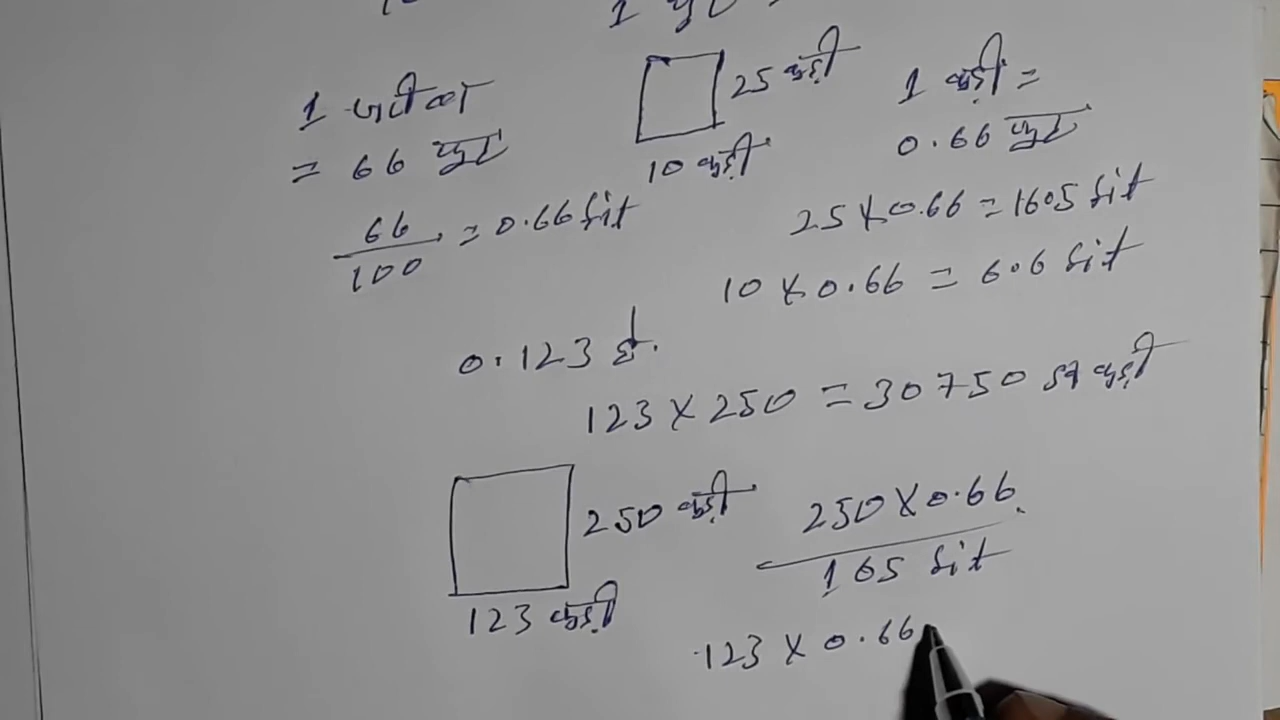 1 जरीका
= 66 फुट
66/100 = 0.66 fit
25 कड़ी
10 कड़ी
1 कड़ी =
0.66 फुट
25 x 0.66 = 16.5 fit
10 x 0.66 = 6.6 fit
0.123 हे.
123 x 250 = 30750 स्क कड़ी
250 कड़ी
123 कड़ी
250 x 0.66
165 fit
123 x 0.66